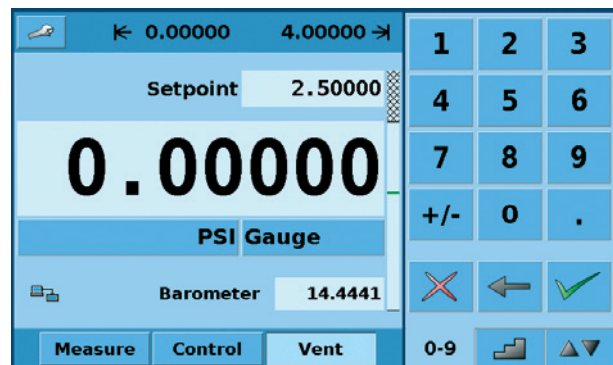 0.00000 4.00000
Setpoint 2.50000
0.00000
PSI Gauge
Barometer 14.4441
Measure Control Vent
1 2 3
4 5 6
7 8 9
+/- 0 .
0-9